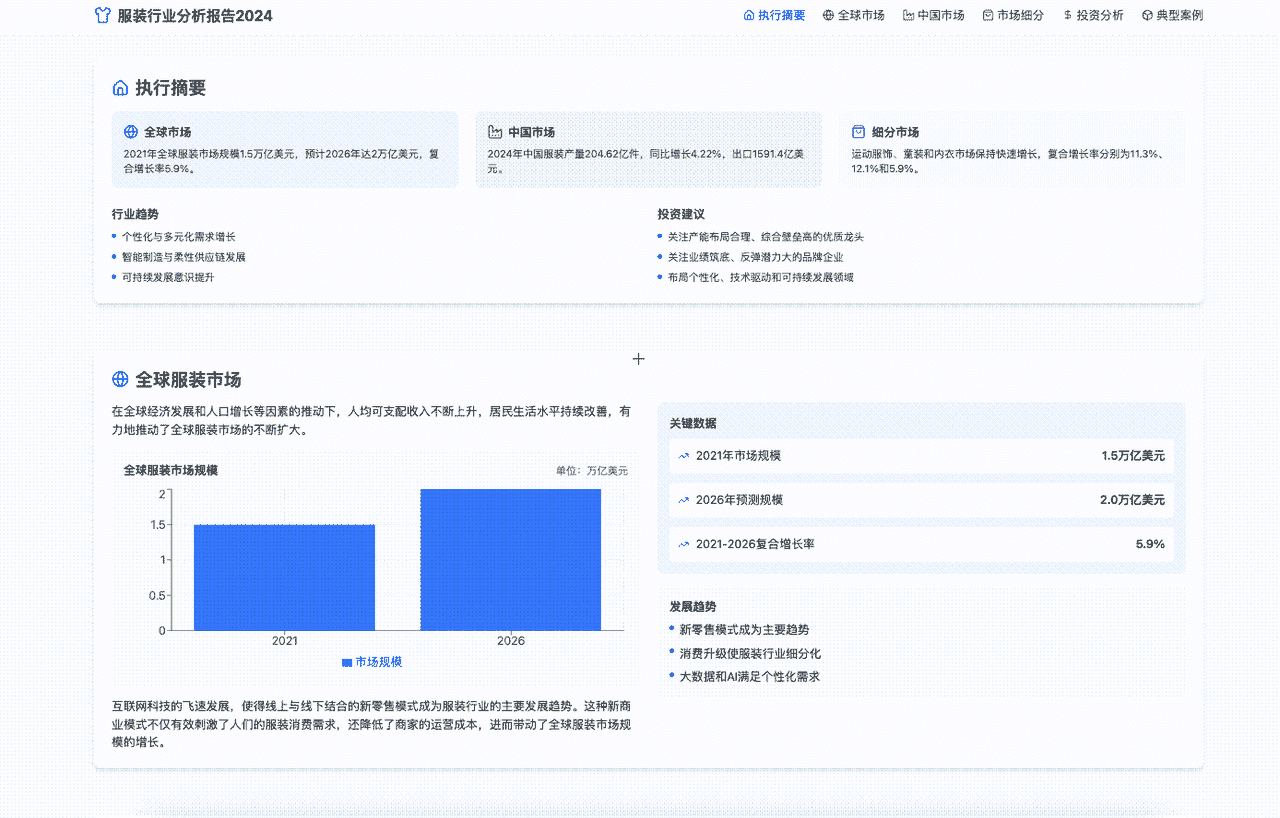 服装行业分析报告2024
执行摘要
全球市场
中国市场
市场细分
投资分析
典型案例
执行摘要
全球市场
2021年全球服装市场规模1.5万亿美元，预计2026年达2万亿美元，复
合增长率5.9%。
中国市场
2024年中国服装产量204.62亿件，同比增长4.22%，出口1591.4亿美
元。
细分市场
运动服饰、童装和内衣市场保持快速增长，复合增长率分别为11.3%、
12.1%和5.9%。
行业趋势
个性化与多元化需求增长
智能制造与柔性供应链发展
可持续发展意识提升
投资建议
关注产能布局合理、综合壁垒高的优质龙头
关注业绩筑底、反弹潜力大的品牌企业
布局个性化、技术驱动和可持续发展领域
全球服装市场
在全球经济发展和人口增长等因素的推动下，人均可支配收入不断上升，居民生活水平持续改善，有
力地推动了全球服装市场的不断扩大。
全球服装市场规模
单位：万亿美元
2
1.5
1
0.5
0
2021
2026
市场规模
互联网科技的飞速发展，使得线上与线下结合的新零售模式成为服装行业的主要发展趋势。这种新商
业模式不仅有效刺激了人们的服装消费需求，还降低了商家的运营成本，进而带动了全球服装市场规
模的增长。
关键数据
2021年市场规模 1.5万亿美元
2026年预测规模 2.0万亿美元
2021-2026复合增长率 5.9%
发展趋势
新零售模式成为主要趋势
消费升级使服装行业细分化
大数据和AI满足个性化需求